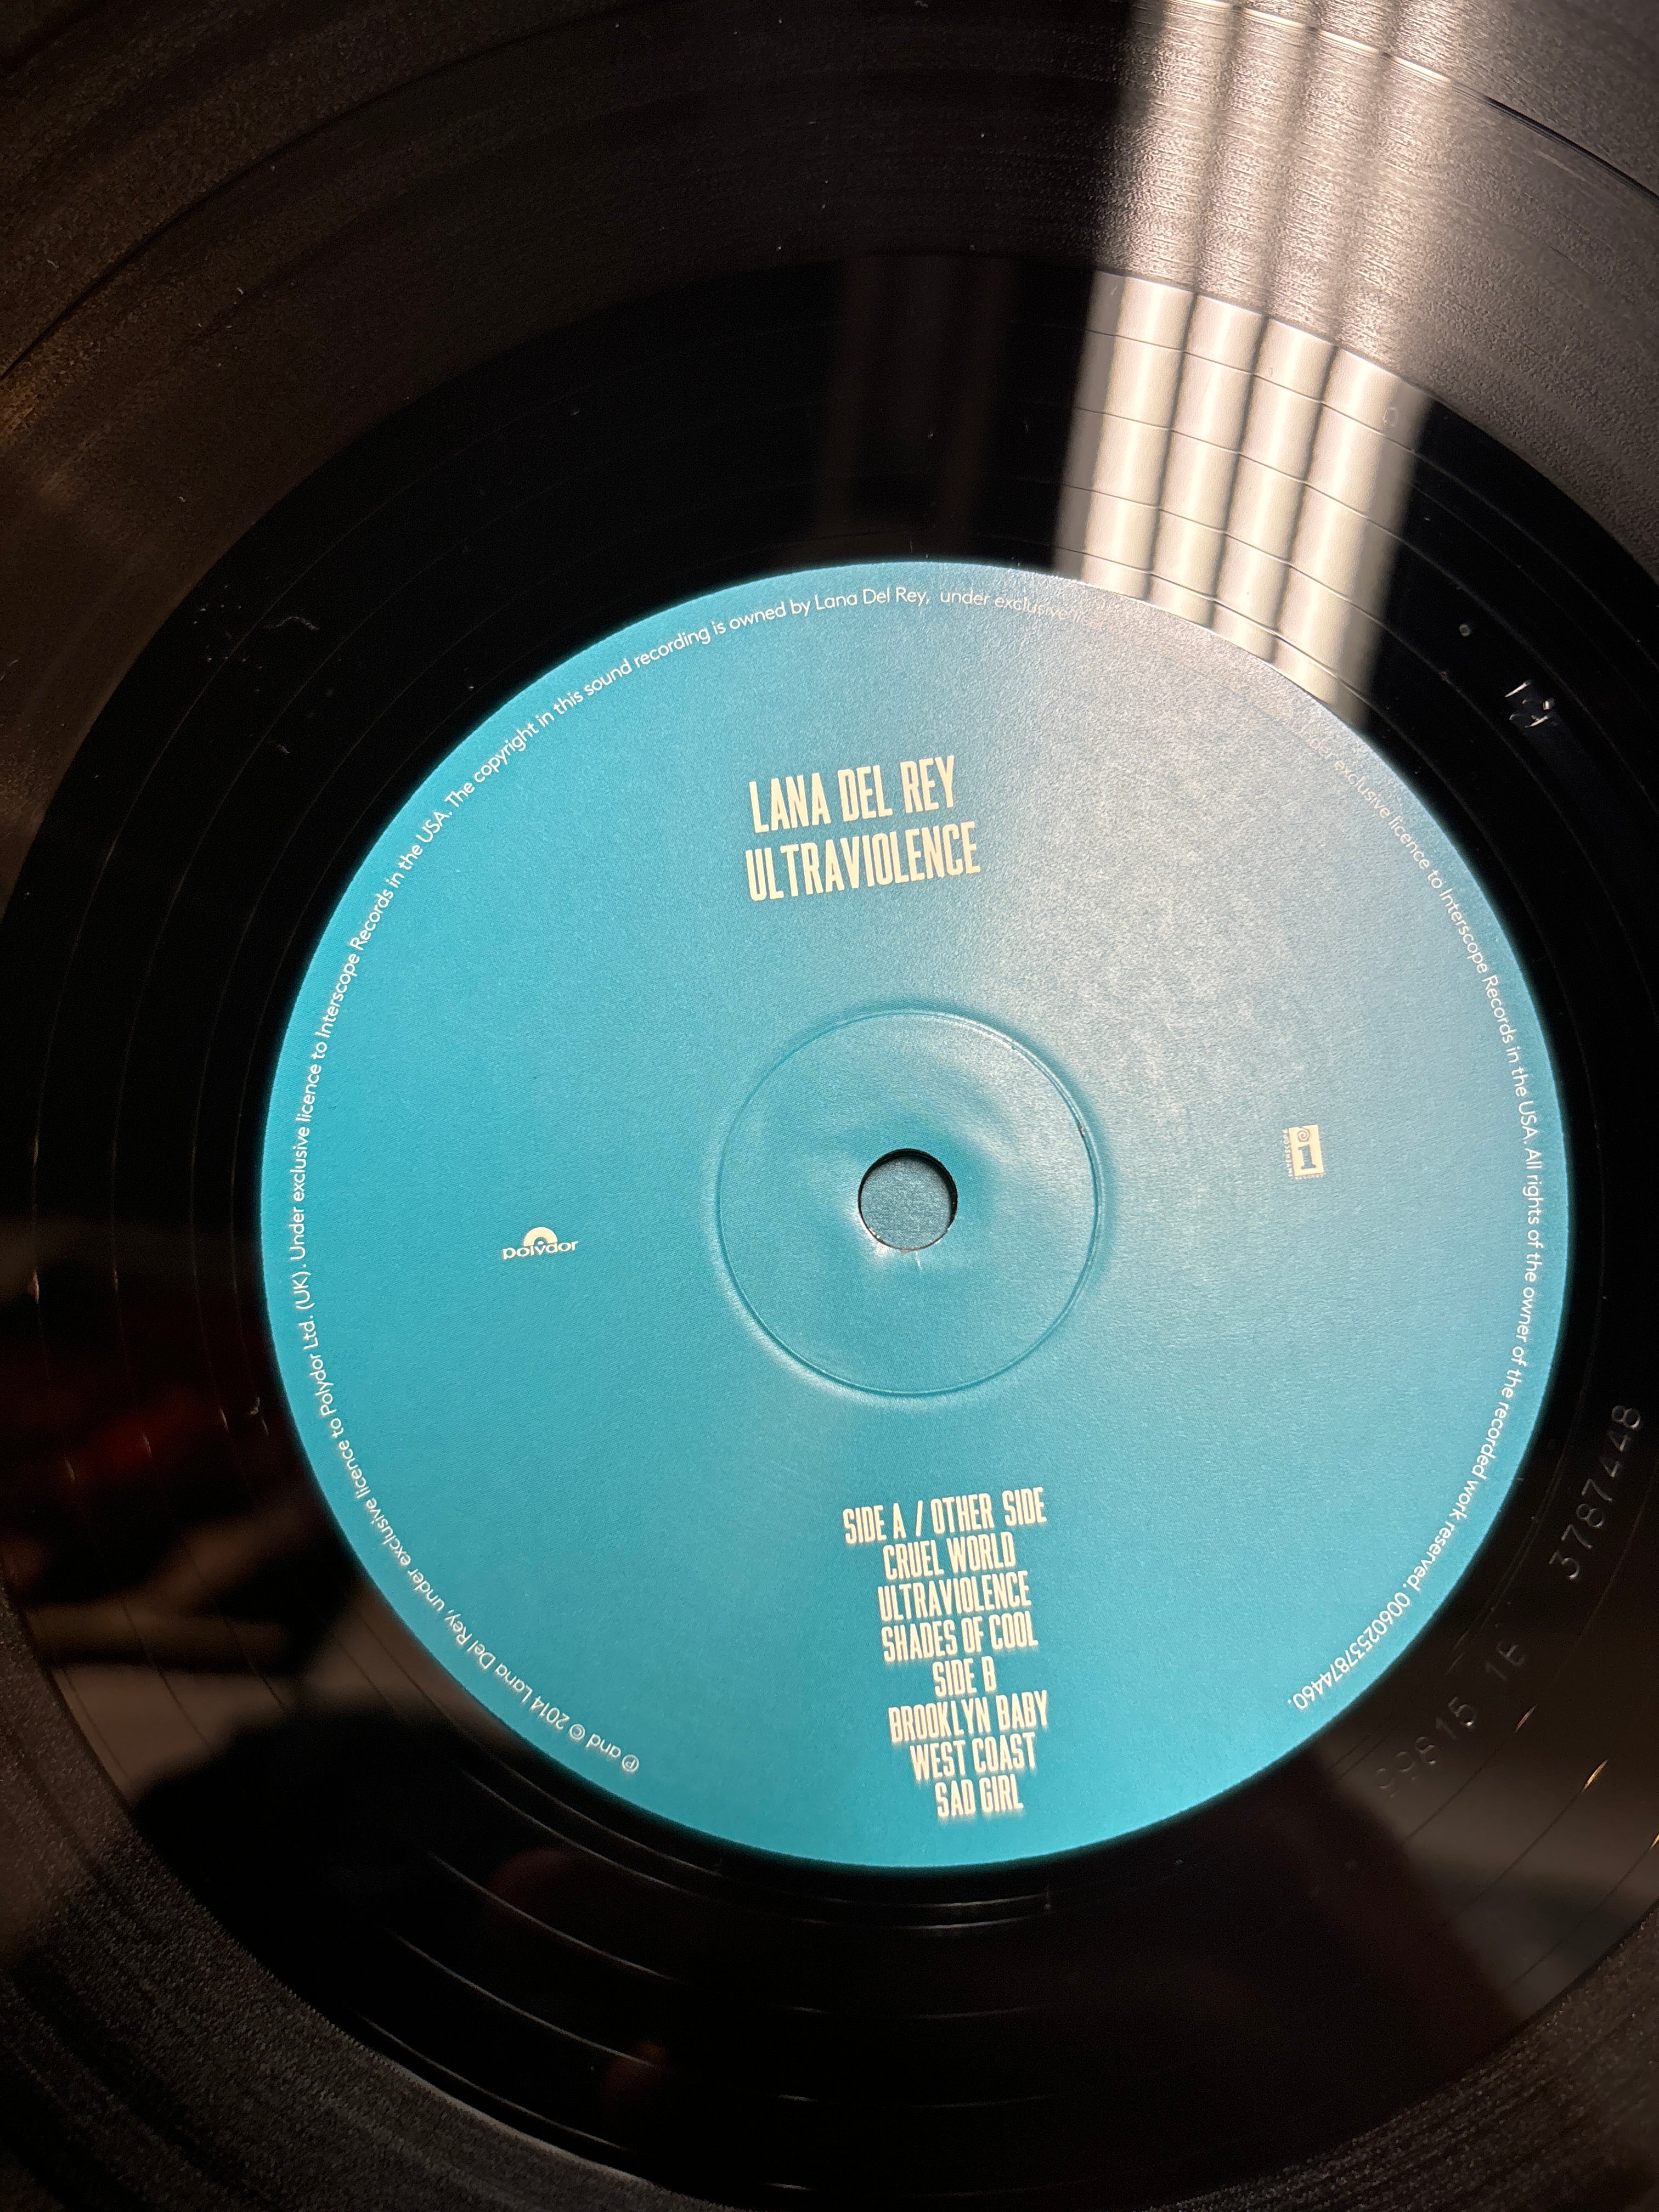 LANA DEL REY
ULTRAVIOLENCE
polydor
i
INTERSCOPE
SIDE A / OTHER SIDE
CRUEL WORLD
ULTRAVIOLENCE
SHADES OF COOL
SIDE B
BROOKLYN BABY
WEST COAST
SAD GIRL
℗ and © 2014 Lana Del Rey, under exclusive licence to Polydor Ltd. (UK). Under exclusive licence to Interscope Records in the USA. The copyright in this sound recording is owned by Lana Del Rey, under exclusive under exclusive licence to Interscope Records in the USA. All rights of the owner of the recorded work reserved. 00602537874460.
3787448
99815 1E